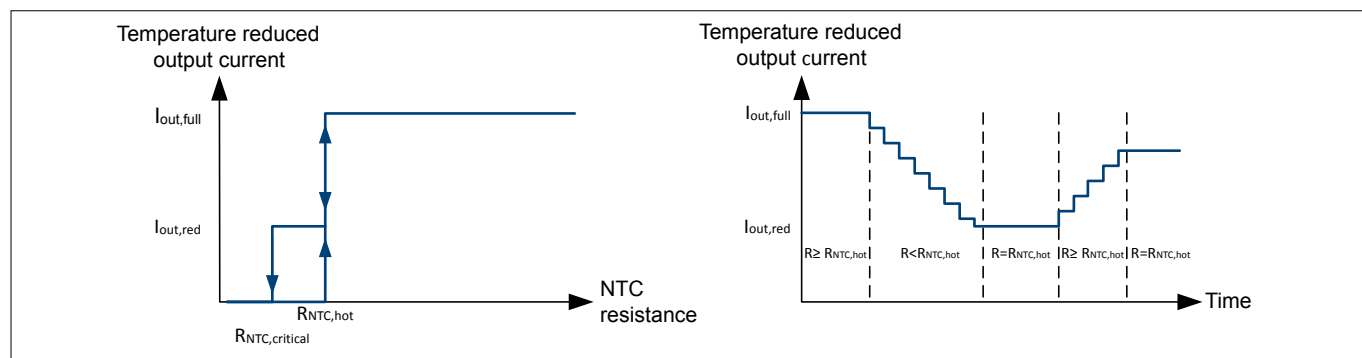 Temperature reduced
output current
Iout,full
Iout,red
RNTC,hot
RNTC,critical
NTC
resistance
Temperature reduced
output current
Iout,full
Iout,red
R≥ RNTC,hot
R<RNTC,hot
R=RNTC,hot
R≥ RNTC,hot
R=RNTC,hot
Time